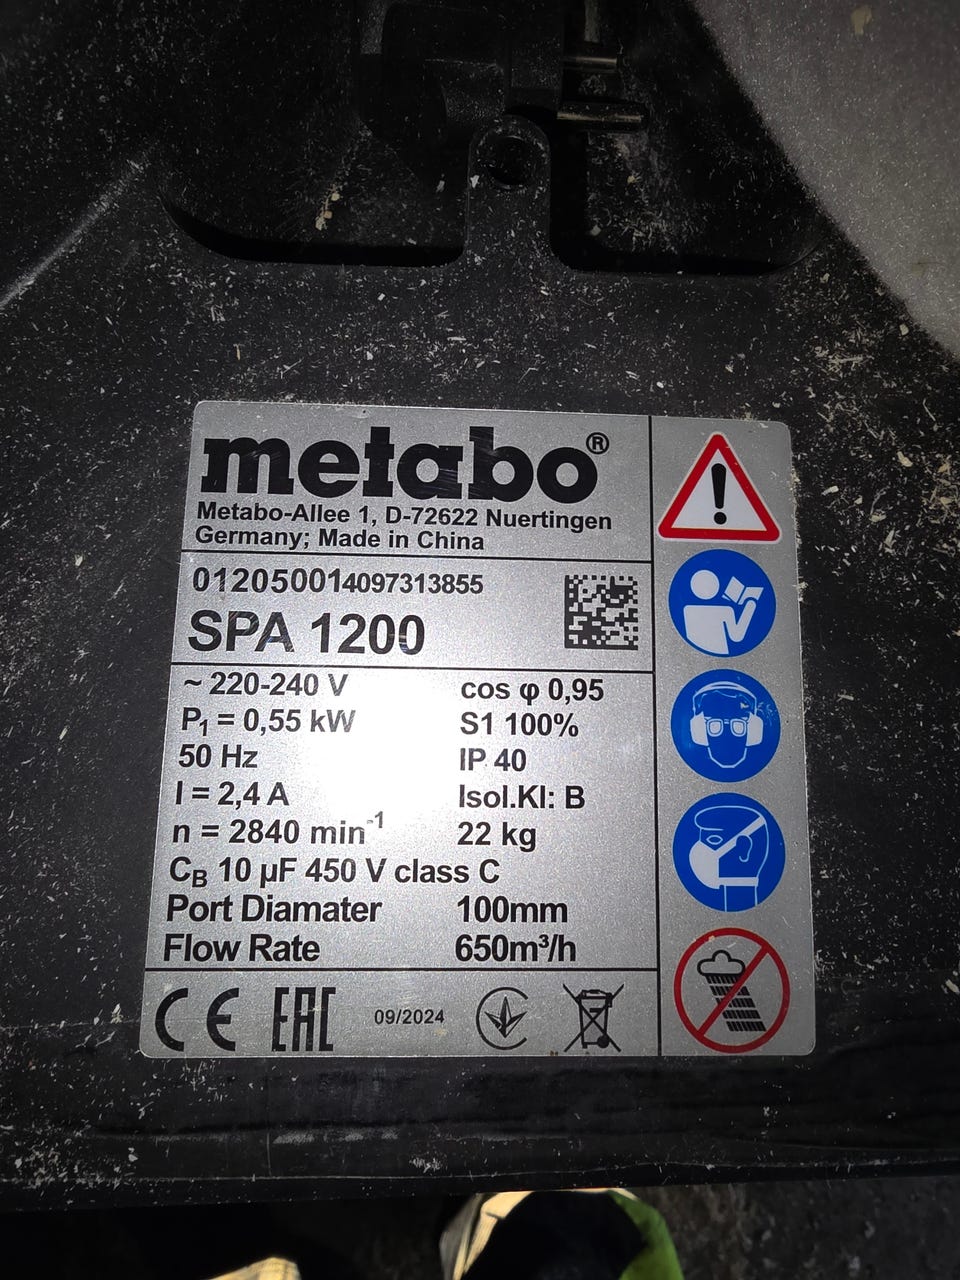 metabo®
Metabo-Allee 1, D-72622 Nuertingen
Germany; Made in China
012050014097313855
SPA 1200
~ 220-240 V cos φ 0,95
P₁ = 0,55 kW S1 100%
50 Hz IP 40
I = 2,4 A Isol.Kl: B
n = 2840 min⁻¹ 22 kg
C_B 10 µF 450 V class C
Port Diamater 100mm
Flow Rate 650m³/h
CE EAC 09/2024